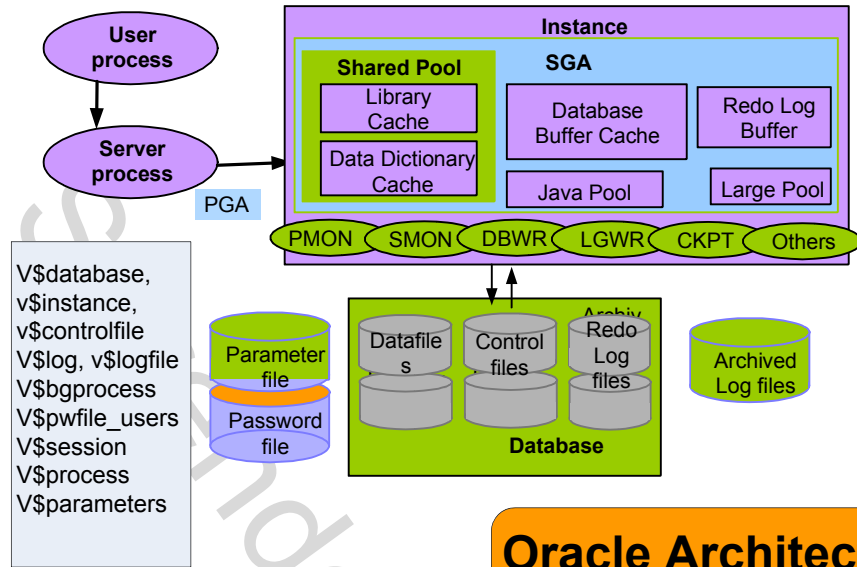 User
process
Server
process
PGA
Instance
SGA
Shared Pool
Library
Cache
Data Dictionary
Cache
Database
Buffer Cache
Redo Log
Buffer
Java Pool
Large Pool
PMON
SMON
DBWR
LGWR
CKPT
Others
V$database,
v$instance,
v$controlfile
V$log, v$logfile
V$bgprocess
V$pwfile_users
V$session
V$process
V$parameters
Parameter
file
Password
file
Datafile
s
Control
files
Archiv
Redo
Log
files
Database
Archived
Log files
Oracle Architec